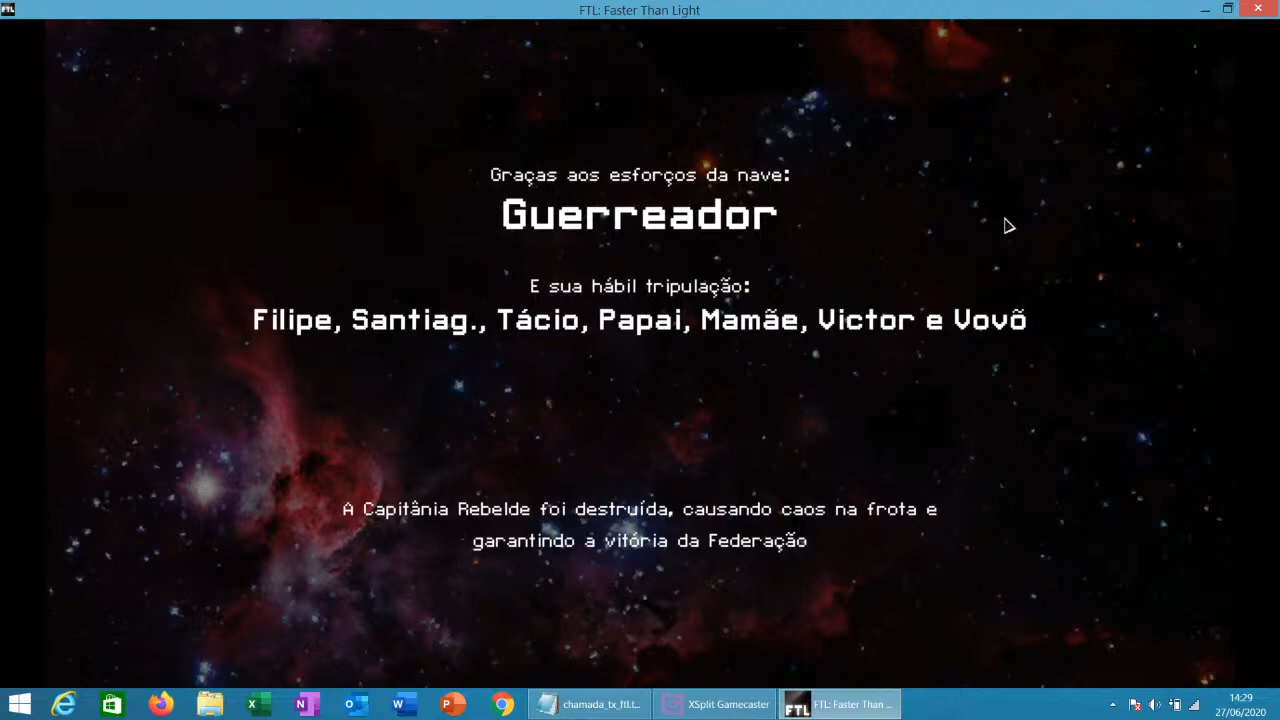 FTL
FTL: Faster Than Light
Graças aos esforços da nave:
Guerreador
E sua hábil tripulação:
Filipe, Santiag., Tácio, Papai, Mamãe, Victor e Vovõ
A Capitânia Rebelde foi destruída, causando caos na frota e
garantindo a vitória da Federação
chamada_tx_ftl.t...
XSplit Gamecaster
FTL
FTL: Faster Than ...
14:29
27/06/2020